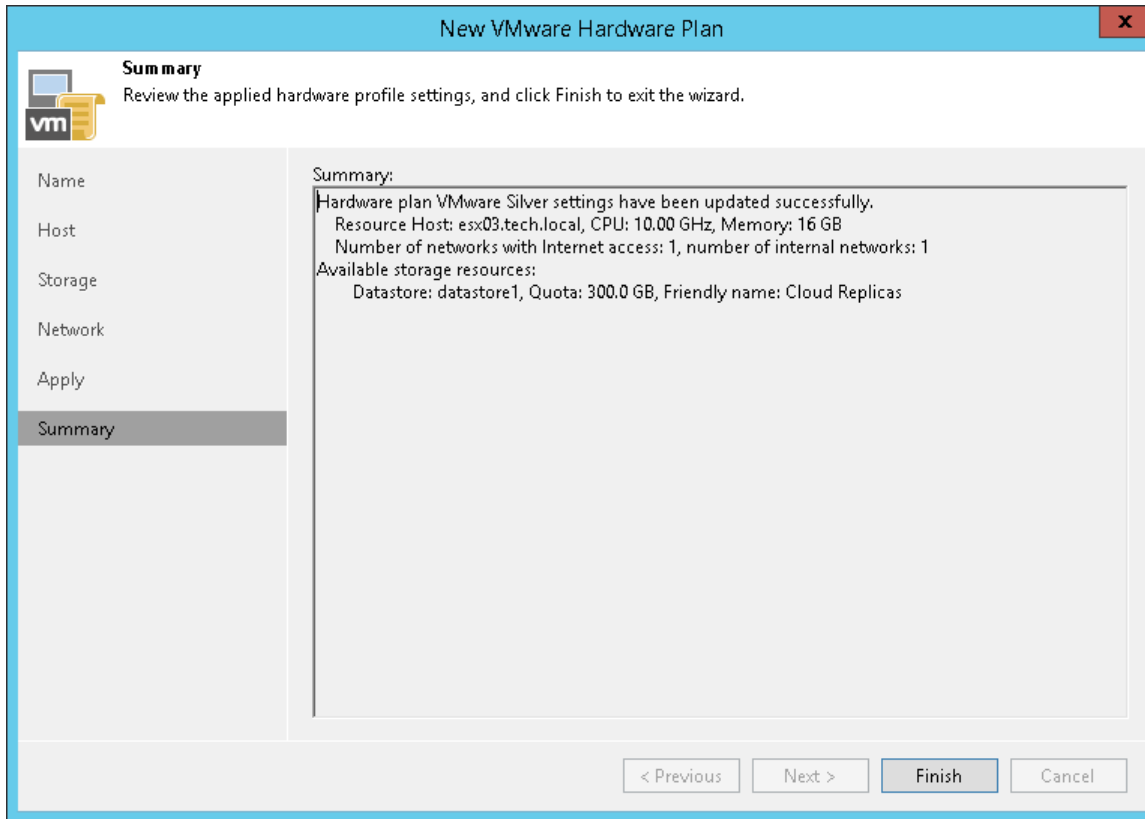 New VMware Hardware Plan
x
Summary
Review the applied hardware profile settings, and click Finish to exit the wizard.
vm
Name
Host
Storage
Network
Apply
Summary
Summary:
Hardware plan VMware Silver settings have been updated successfully.
Resource Host: esx03.tech.local, CPU: 10.00 GHz, Memory: 16 GB
Number of networks with Internet access: 1, number of internal networks: 1
Available storage resources:
Datastore: datastore1, Quota: 300.0 GB, Friendly name: Cloud Replicas
< Previous
Next >
Finish
Cancel